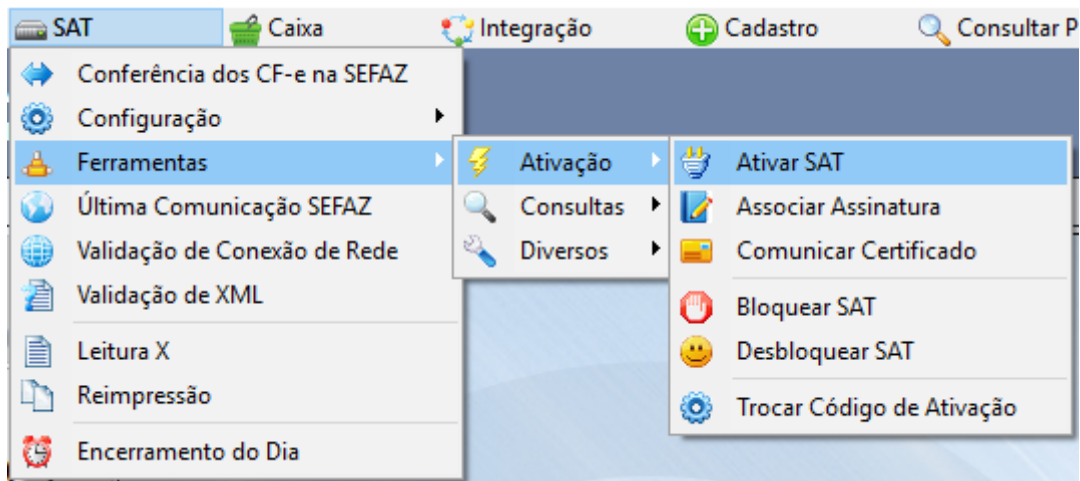 SAT
Caixa
Integração
Cadastro
Consultar P
Conferência dos CF-e na SEFAZ
Configuração
Ferramentas
Última Comunicação SEFAZ
Validação de Conexão de Rede
Validação de XML
Leitura X
Reimpressão
Encerramento do Dia
Ativação
Consultas
Diversos
Ativar SAT
Associar Assinatura
Comunicar Certificado
Bloquear SAT
Desbloquear SAT
Trocar Código de Ativação